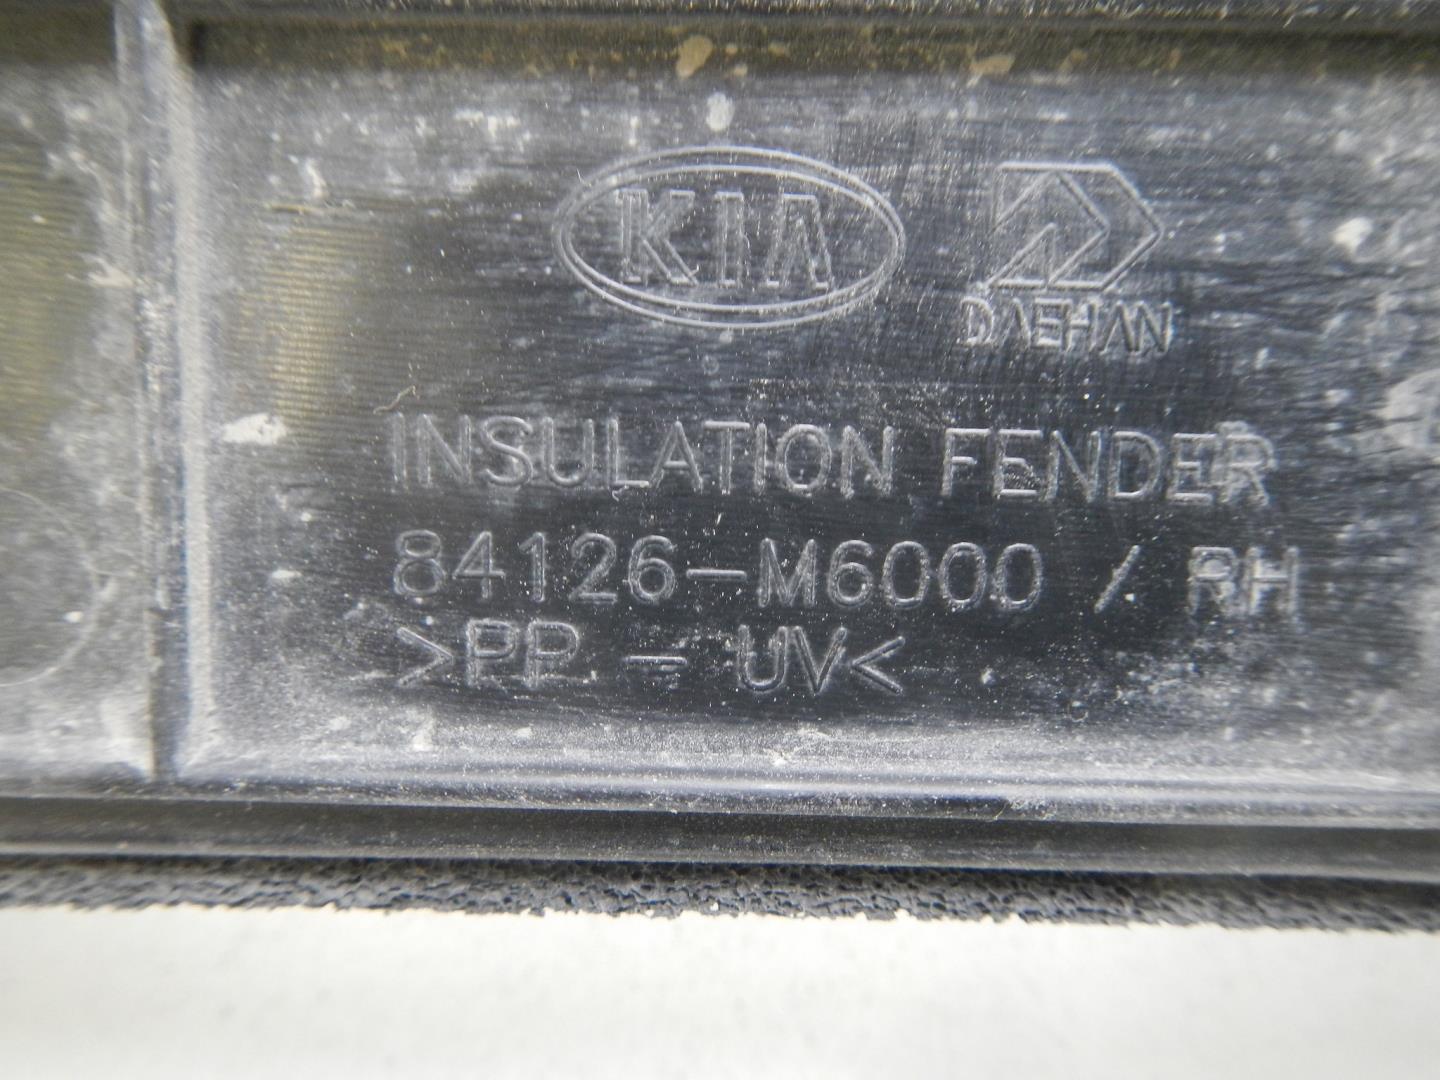 KIA
DAEHAN
INSULATION FENDER
84126-M6000 / RH
>PP - UV<